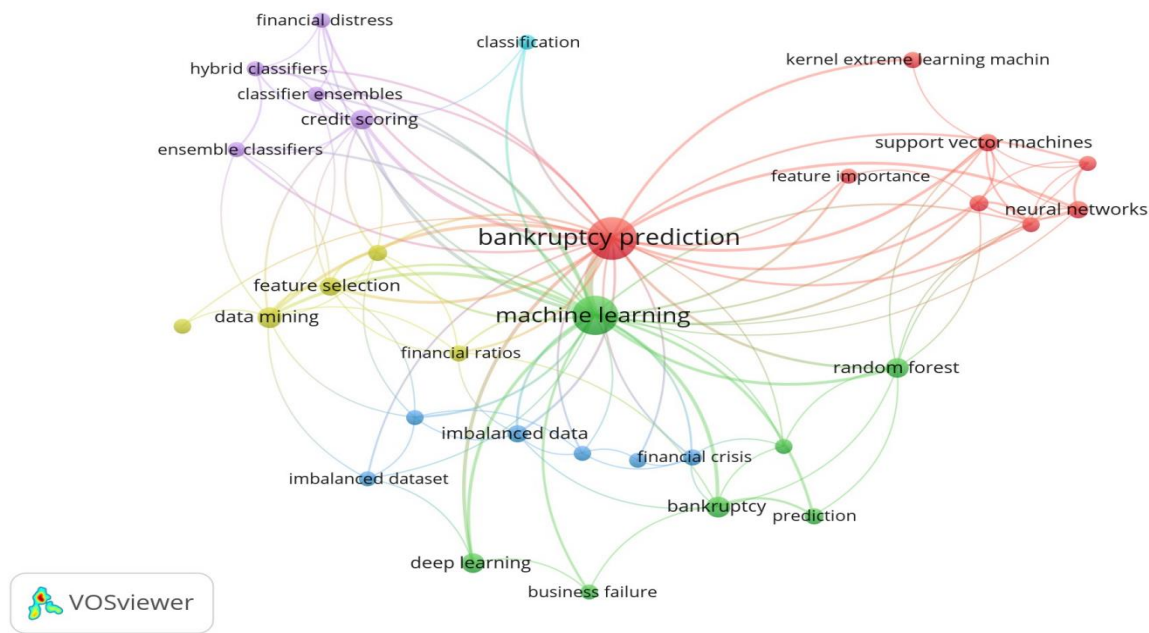 financial distress
classification
kernel extreme learning machin
hybrid classifiers
classifier ensembles
credit scoring
support vector machines
ensemble classifiers
feature importance
neural networks
bankruptcy prediction
feature selection
data mining
machine learning
financial ratios
random forest
imbalanced data
financial crisis
imbalanced dataset
bankruptcy
prediction
deep learning
business failure
VOSviewer